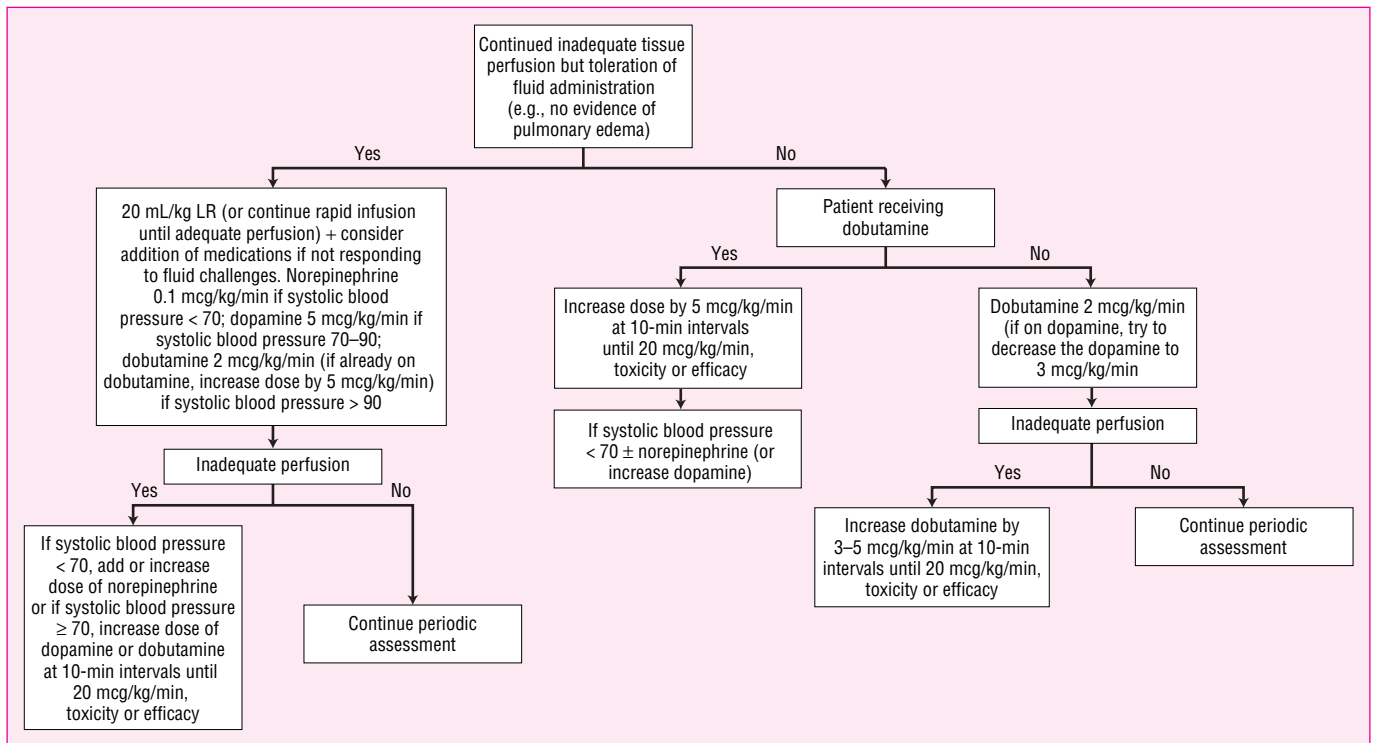 Continued inadequate tissue
perfusion but toleration of
fluid administration
(e.g., no evidence of
pulmonary edema)
Yes
No
20 mL/kg LR (or continue rapid infusion
until adequate perfusion) + consider
addition of medications if not responding
to fluid challenges. Norepinephrine
0.1 mcg/kg/min if systolic blood
pressure < 70; dopamine 5 mcg/kg/min if
systolic blood pressure 70–90;
dobutamine 2 mcg/kg/min (if already on
dobutamine, increase dose by 5 mcg/kg/min)
if systolic blood pressure > 90
Inadequate perfusion
Yes
No
If systolic blood pressure
< 70, add or increase
dose of norepinephrine
or if systolic blood pressure
≥ 70, increase dose of
dopamine or dobutamine
at 10-min intervals until
20 mcg/kg/min,
toxicity or efficacy
Continue periodic
assessment
Patient receiving
dobutamine
Yes
No
Increase dose by 5 mcg/kg/min
at 10-min intervals
until 20 mcg/kg/min,
toxicity or efficacy
If systolic blood pressure
< 70 ± norepinephrine (or
increase dopamine)
Dobutamine 2 mcg/kg/min
(if on dopamine, try to
decrease the dopamine to
3 mcg/kg/min
Inadequate perfusion
Yes
No
Increase dobutamine by
3–5 mcg/kg/min at 10-min
intervals until 20 mcg/kg/min,
toxicity or efficacy
Continue periodic
assessment